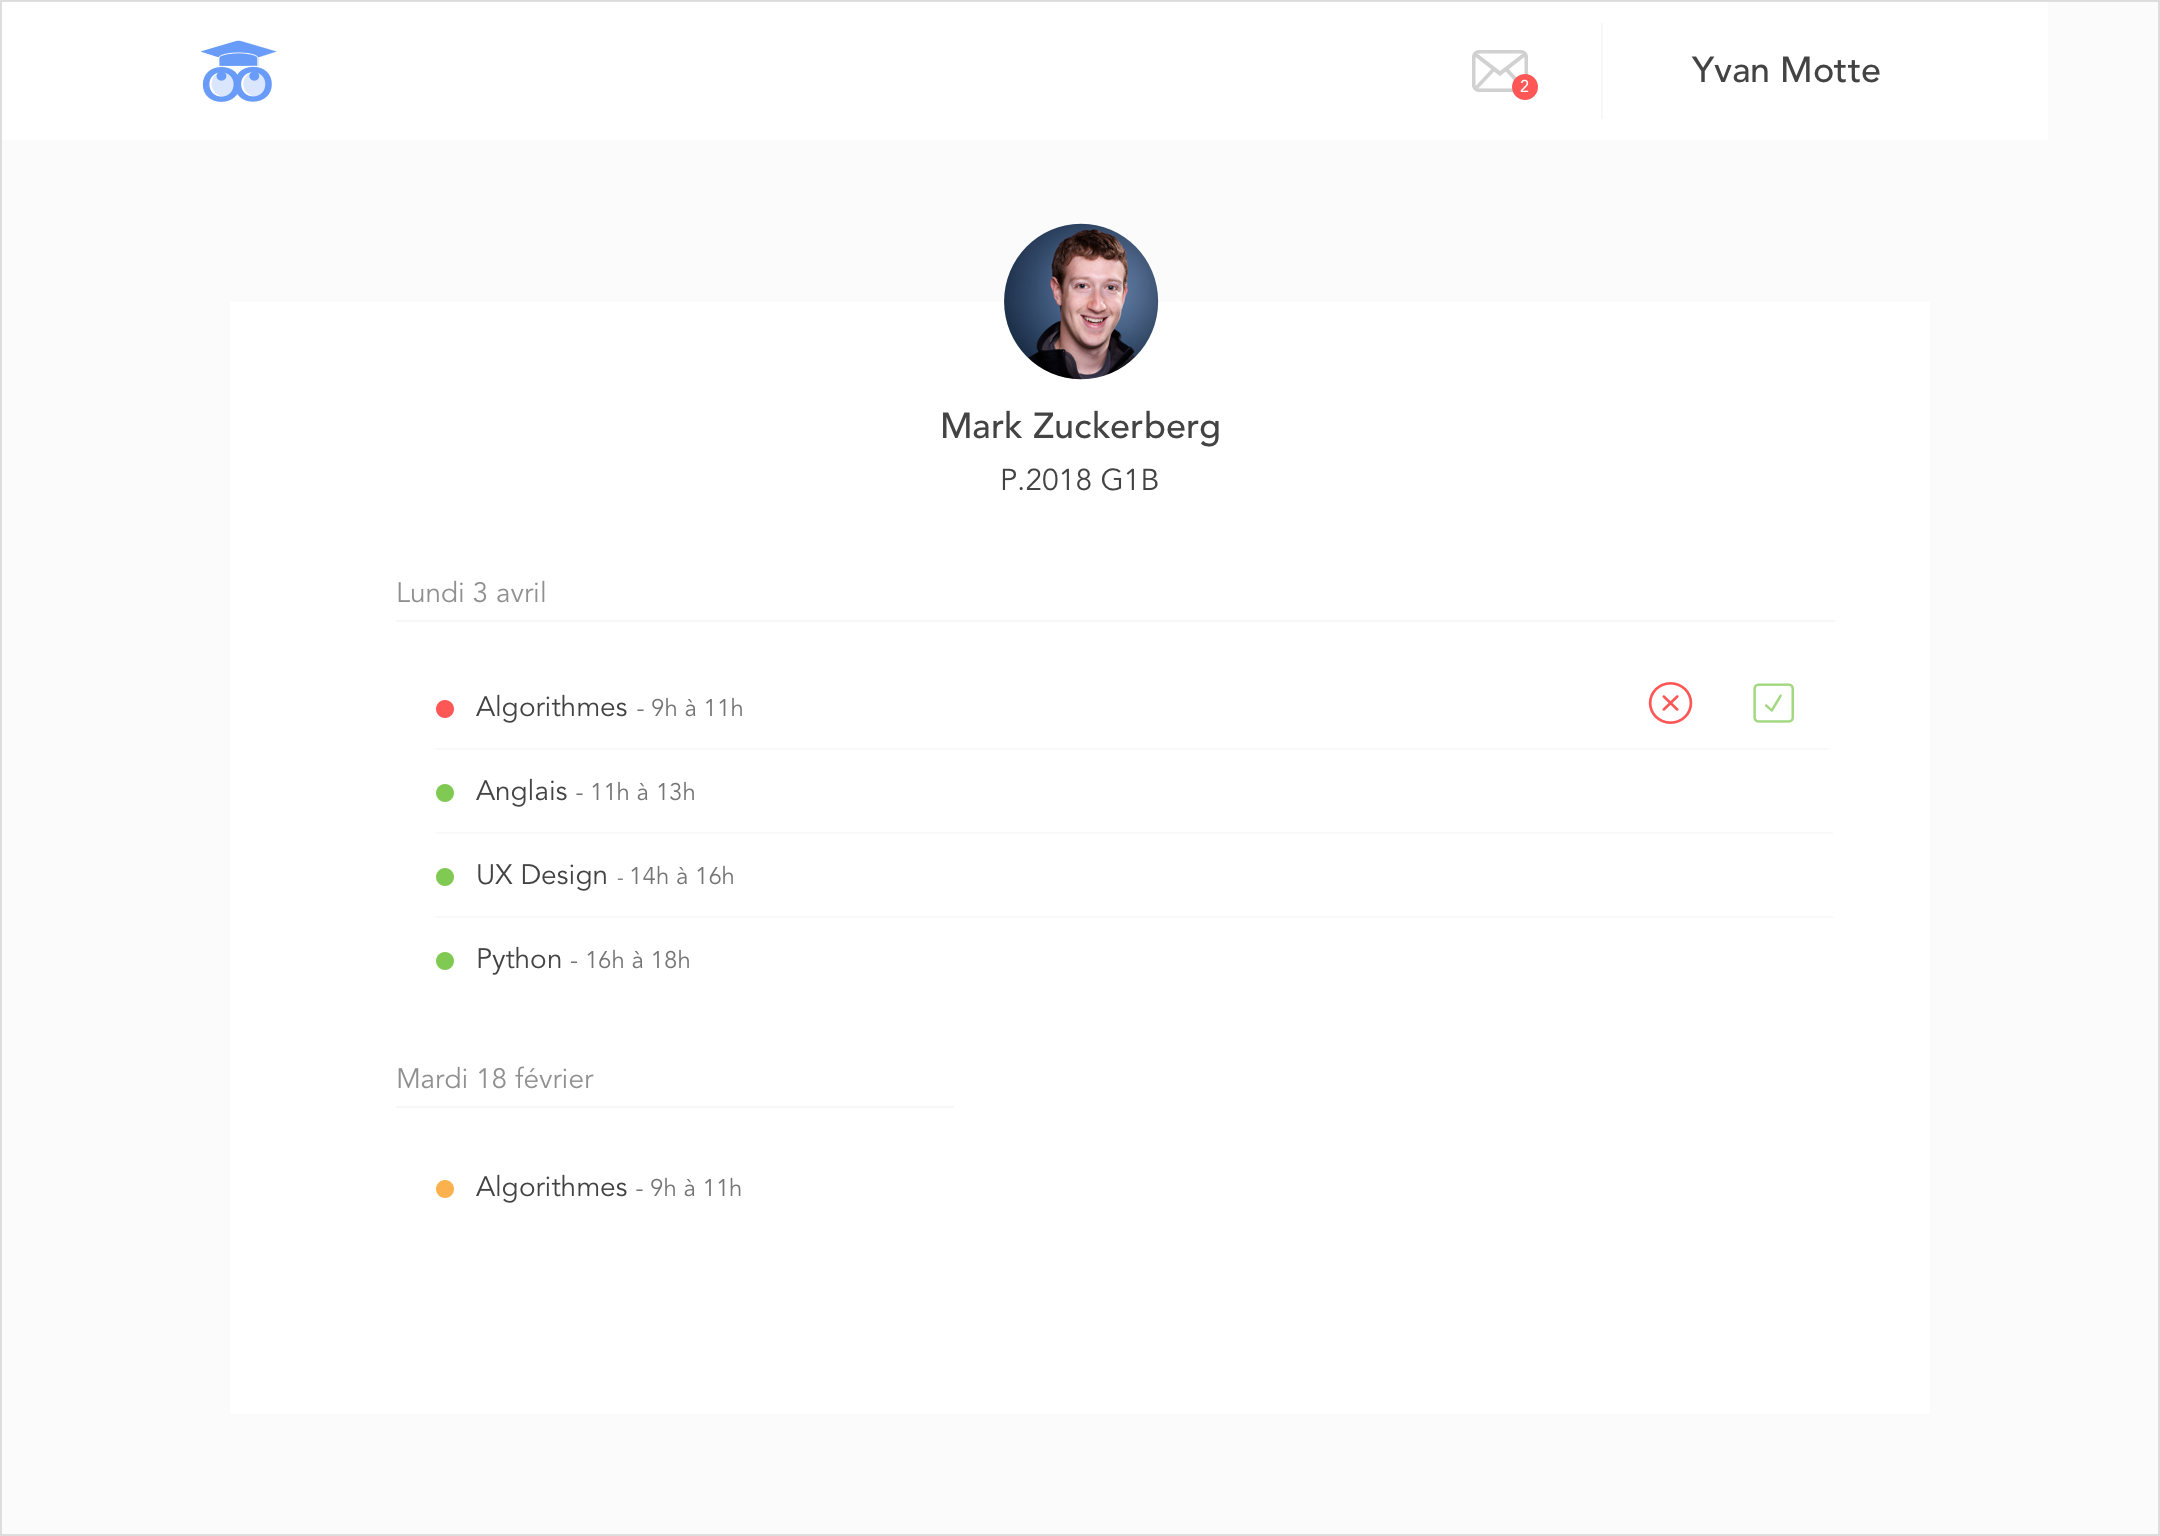 2
Yvan Motte
Mark Zuckerberg
P.2018 G1B
Lundi 3 avril
Algorithmes - 9h à 11h
Anglais - 11h à 13h
UX Design - 14h à 16h
Python - 16h à 18h
Mardi 18 février
Algorithmes - 9h à 11h